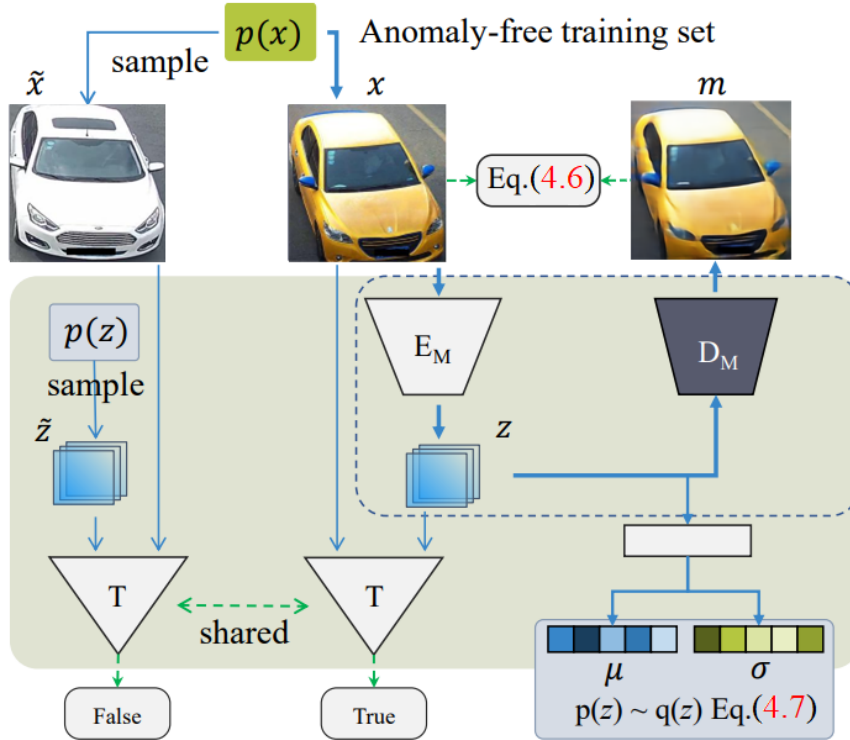 p(x) Anomaly-free training set
sample
x̃ x m
Eq.(4.6)
p(z)
E_M D_M
sample
z̃ z
T T
shared
μ σ
False True p(z) ~ q(z) Eq.(4.7)